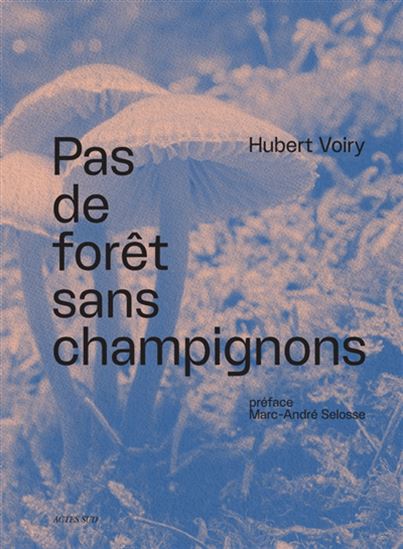 Hubert Voiry
Pas
de
forêt
sans
champignons
préface
Marc-André Selosse
ACTES SUD